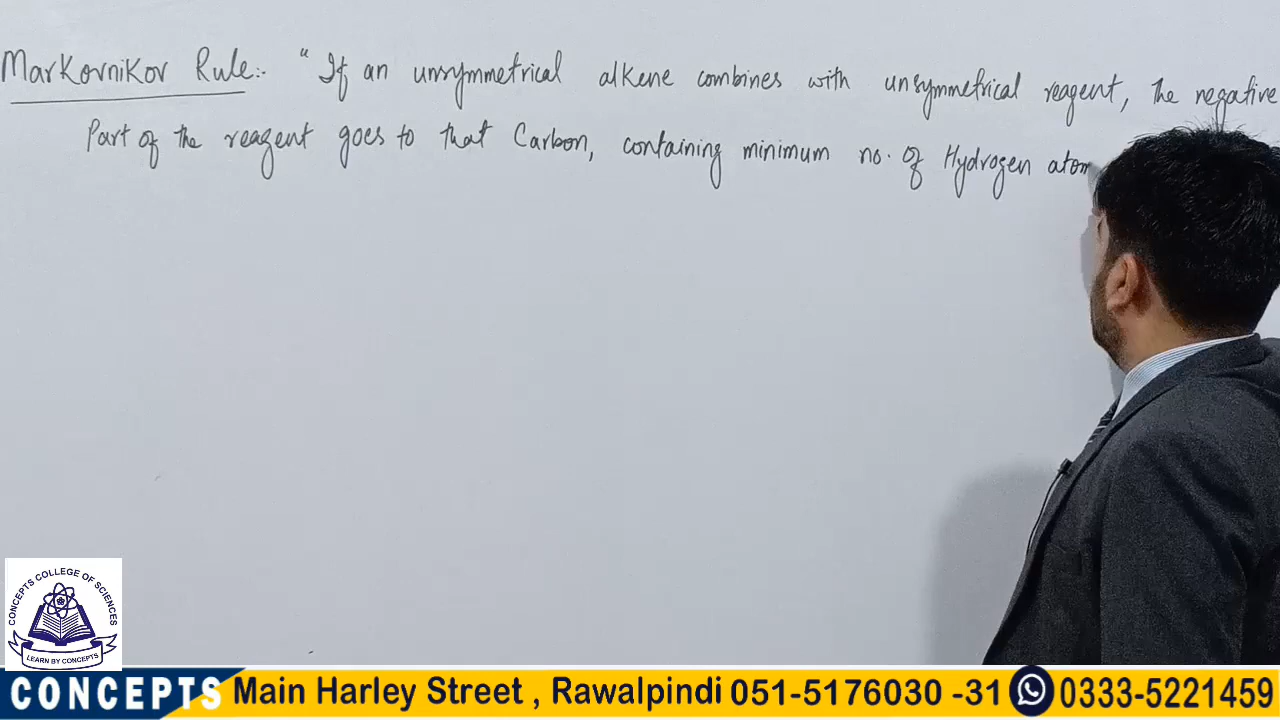 Markovnikov Rule:- "If an unsymmetrical alkene combines with unsymmetrical reagent, the negative
Part of the reagent goes to that Carbon, containing minimum no. of Hydrogen atom
CONCEPTS COLLEGE OF SCIENCES
LEARN BY CONCEPTS
CONCEPTS Main Harley Street , Rawalpindi 051-5176030 -31 0333-5221459